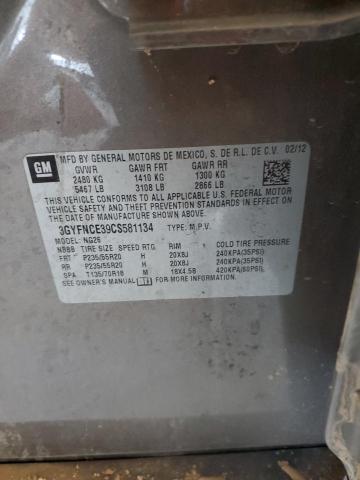 GM
MFD BY GENERAL MOTORS DE MEXICO, S. DE R.L. DE C.V. 02/12
GVWR GAWR FRT GAWR RR
2480 KG 1410 KG 1300 KG
5467 LB 3108 LB 2866 LB
THIS VEHICLE CONFORMS TO ALL APPLICABLE U.S. FEDERAL MOTOR
VEHICLE SAFETY AND THEFT PREVENTION STANDARDS IN EFFECT ON
THE DATE OF MANUFACTURE SHOWN ABOVE.
3GYFNCE39CS581134 TYPE: M.P.V.
MODEL: NG26
N888 TIRE SIZE SPEED RTG RIM COLD TIRE PRESSURE
FRT P235/55R20 H 20X8J 240KPA(35PSI)
RR P235/55R20 H 20X8J 240KPA(35PSI)
SPA T135/70R18 M 18X4.5B 420KPA(60PSI)
SEE OWNER'S MANUAL FOR ADDITIONAL INFORMATION.